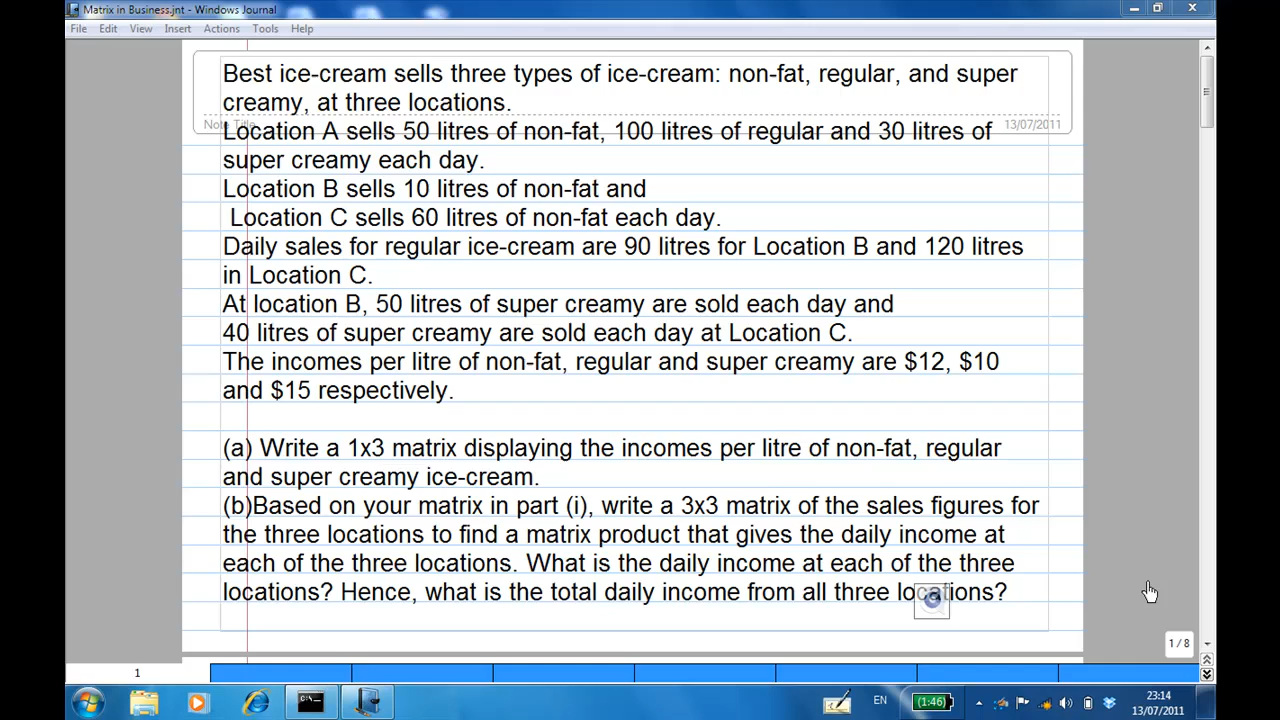 Matrix in Business.jnt - Windows Journal
File Edit View Insert Actions Tools Help
Best ice-cream sells three types of ice-cream: non-fat, regular, and super
creamy, at three locations.
Note Title 13/07/2011
Location A sells 50 litres of non-fat, 100 litres of regular and 30 litres of
super creamy each day.
Location B sells 10 litres of non-fat and
Location C sells 60 litres of non-fat each day.
Daily sales for regular ice-cream are 90 litres for Location B and 120 litres
in Location C.
At location B, 50 litres of super creamy are sold each day and
40 litres of super creamy are sold each day at Location C.
The incomes per litre of non-fat, regular and super creamy are $12, $10
and $15 respectively.
(a) Write a 1x3 matrix displaying the incomes per litre of non-fat, regular
and super creamy ice-cream.
(b)Based on your matrix in part (i), write a 3x3 matrix of the sales figures for
the three locations to find a matrix product that gives the daily income at
each of the three locations. What is the daily income at each of the three
locations? Hence, what is the total daily income from all three locations?
1 / 8
1
EN (1:46) 23:14
13/07/2011